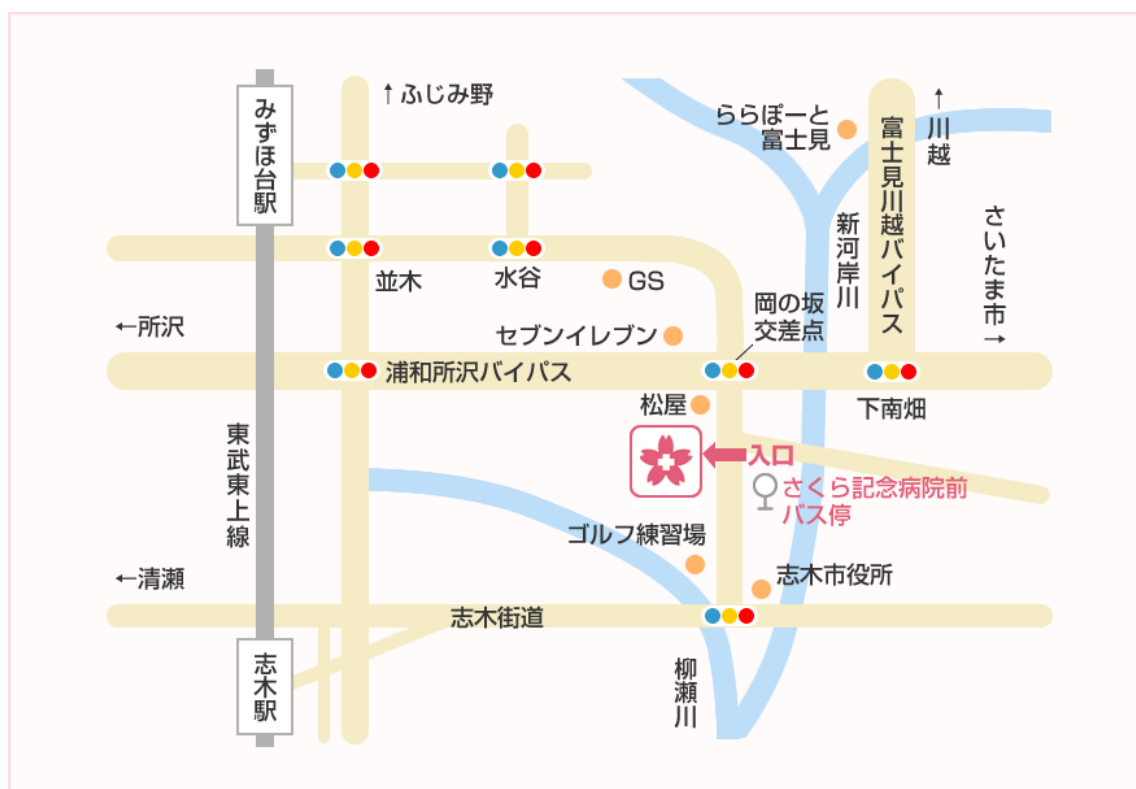 ↑ふじみ野
みずほ台駅
ららぽーと
富士見
↑川越
富士見川越バイパス
新河岸川
さいたま市→
並木
水谷
GS
岡の坂
交差点
←所沢
セブンイレブン
浦和所沢バイパス
下南畑
松屋
入口
さくら記念病院前
バス停
東武東上線
ゴルフ練習場
志木市役所
←清瀬
志木街道
志木駅
柳瀬川